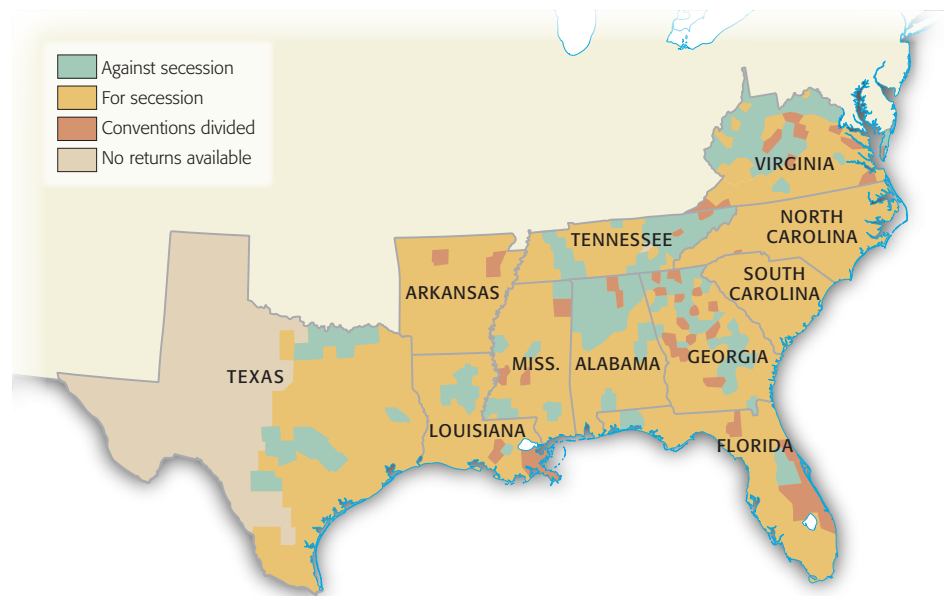 Against secession
For secession
Conventions divided
No returns available
VIRGINIA
NORTH
CAROLINA
TENNESSEE
SOUTH
CAROLINA
ARKANSAS
GEORGIA
MISS.
ALABAMA
TEXAS
LOUISIANA
FLORIDA